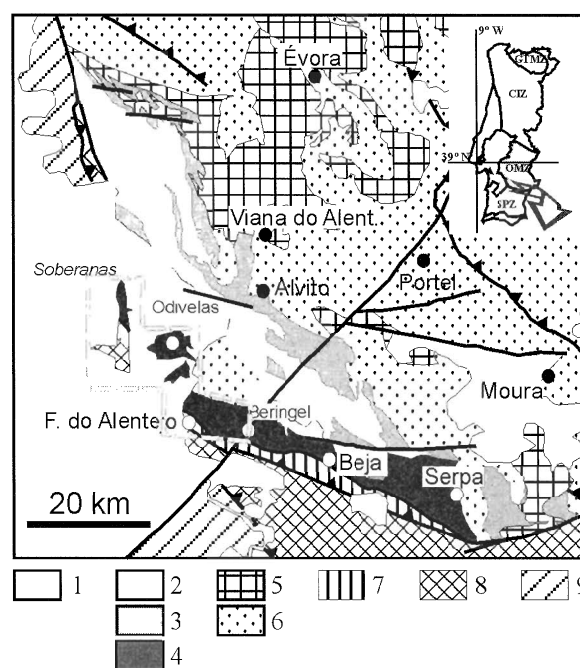 9° W
GTMZ
CIZ
39° N
OMZ
SPZ
Évora
Viana do Alent.
Portel
Alvito
Soberanas
Odivelas
Moura
F. do Alentejo
Beringel
Beja
Serpa
20 km
1 2 5 7 8 9
3 6
4